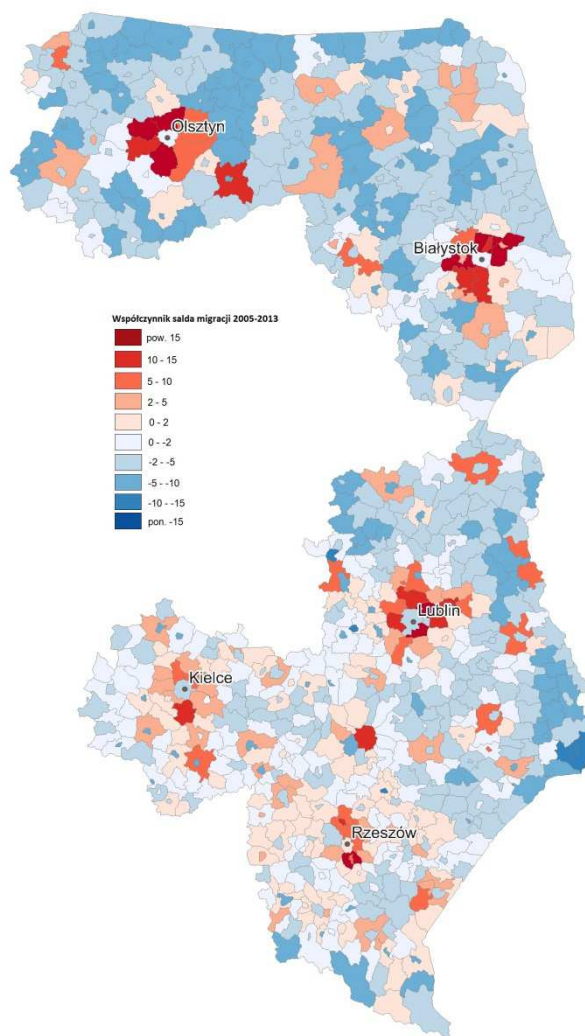 Olsztyn
Białystok
Współczynnik salda migracji 2005-2013
pow. 15
10 - 15
5 - 10
2 - 5
0 - 2
0 - -2
-2 - -5
-5 - -10
-10 - -15
pon. -15
Lublin
Kielce
Rzeszów